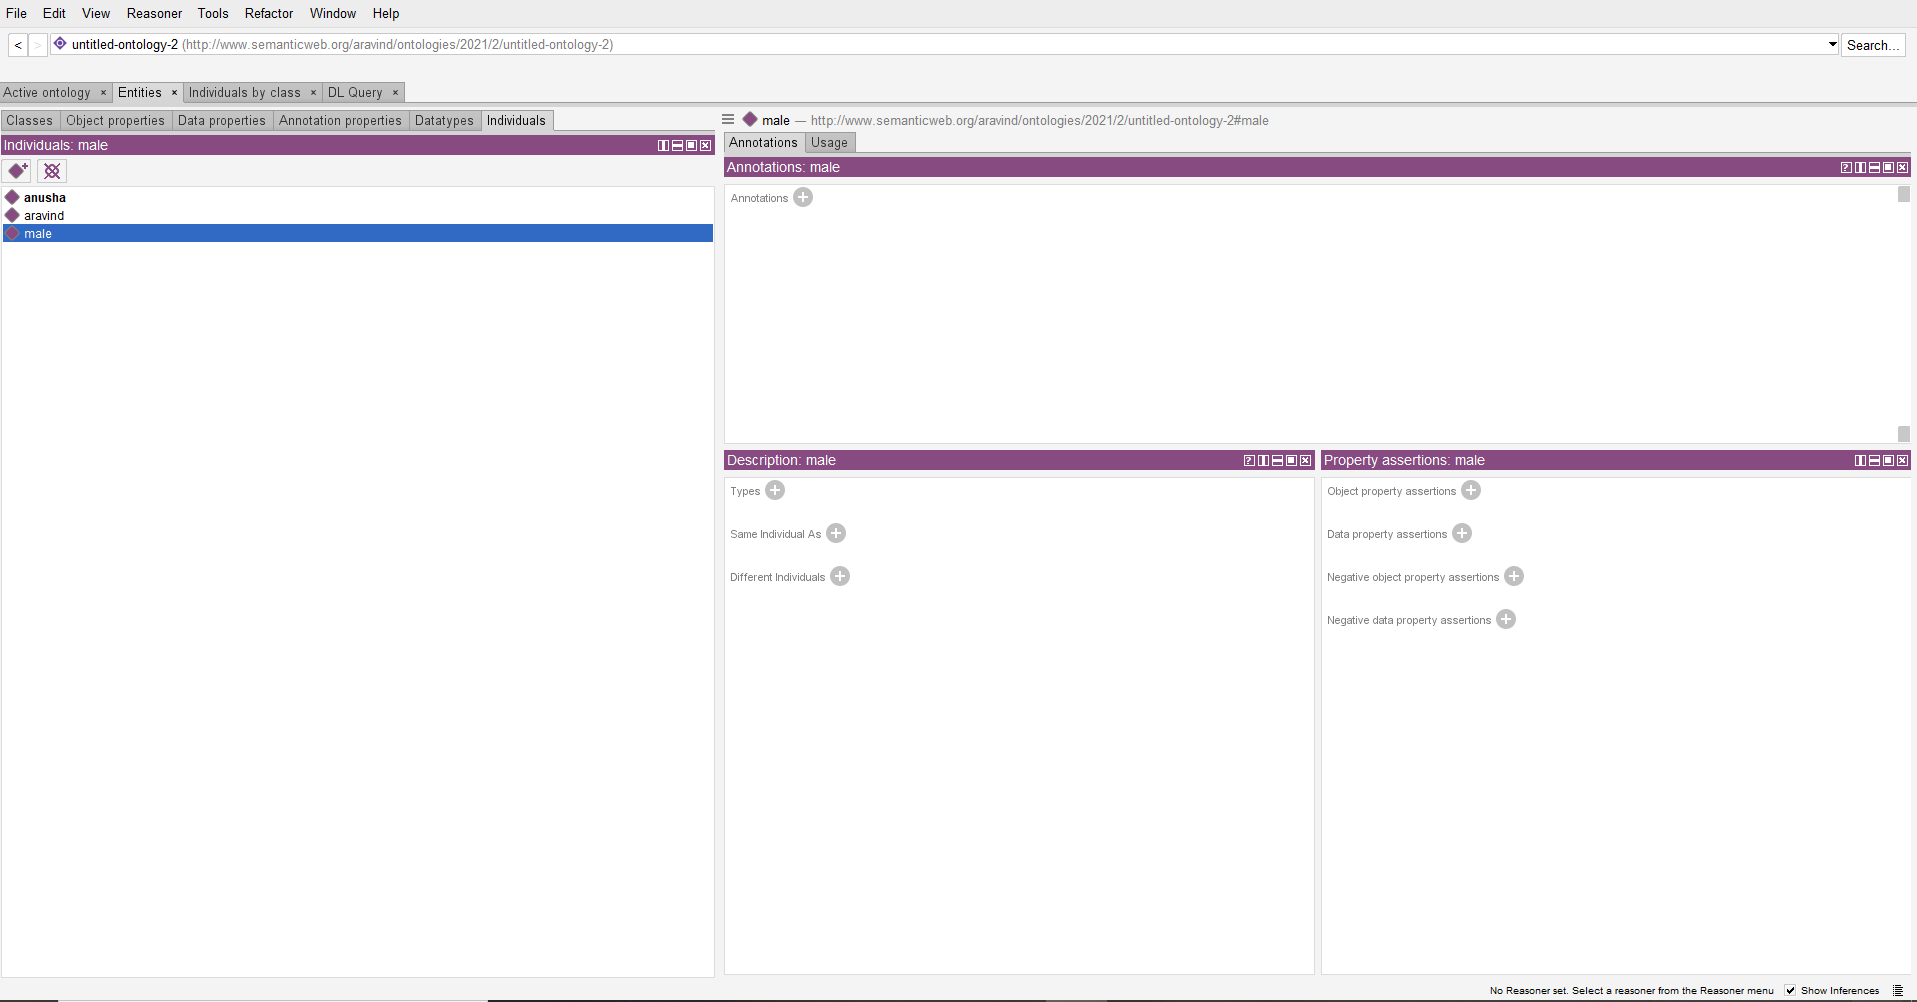 File Edit View Reasoner Tools Refactor Window Help
< > untitled-ontology-2 (http://www.semanticweb.org/aravind/ontologies/2021/2/untitled-ontology-2) Search...
Active ontology × Entities × Individuals by class × DL Query ×
Classes Object properties Data properties Annotation properties Datatypes Individuals
Individuals: male
anusha
aravind
male
male — http://www.semanticweb.org/aravind/ontologies/2021/2/untitled-ontology-2#male
Annotations Usage
Annotations: male
Annotations
Description: male
Types
Same Individual As
Different Individuals
Property assertions: male
Object property assertions
Data property assertions
Negative object property assertions
Negative data property assertions
No Reasoner set. Select a reasoner from the Reasoner menu Show Inferences